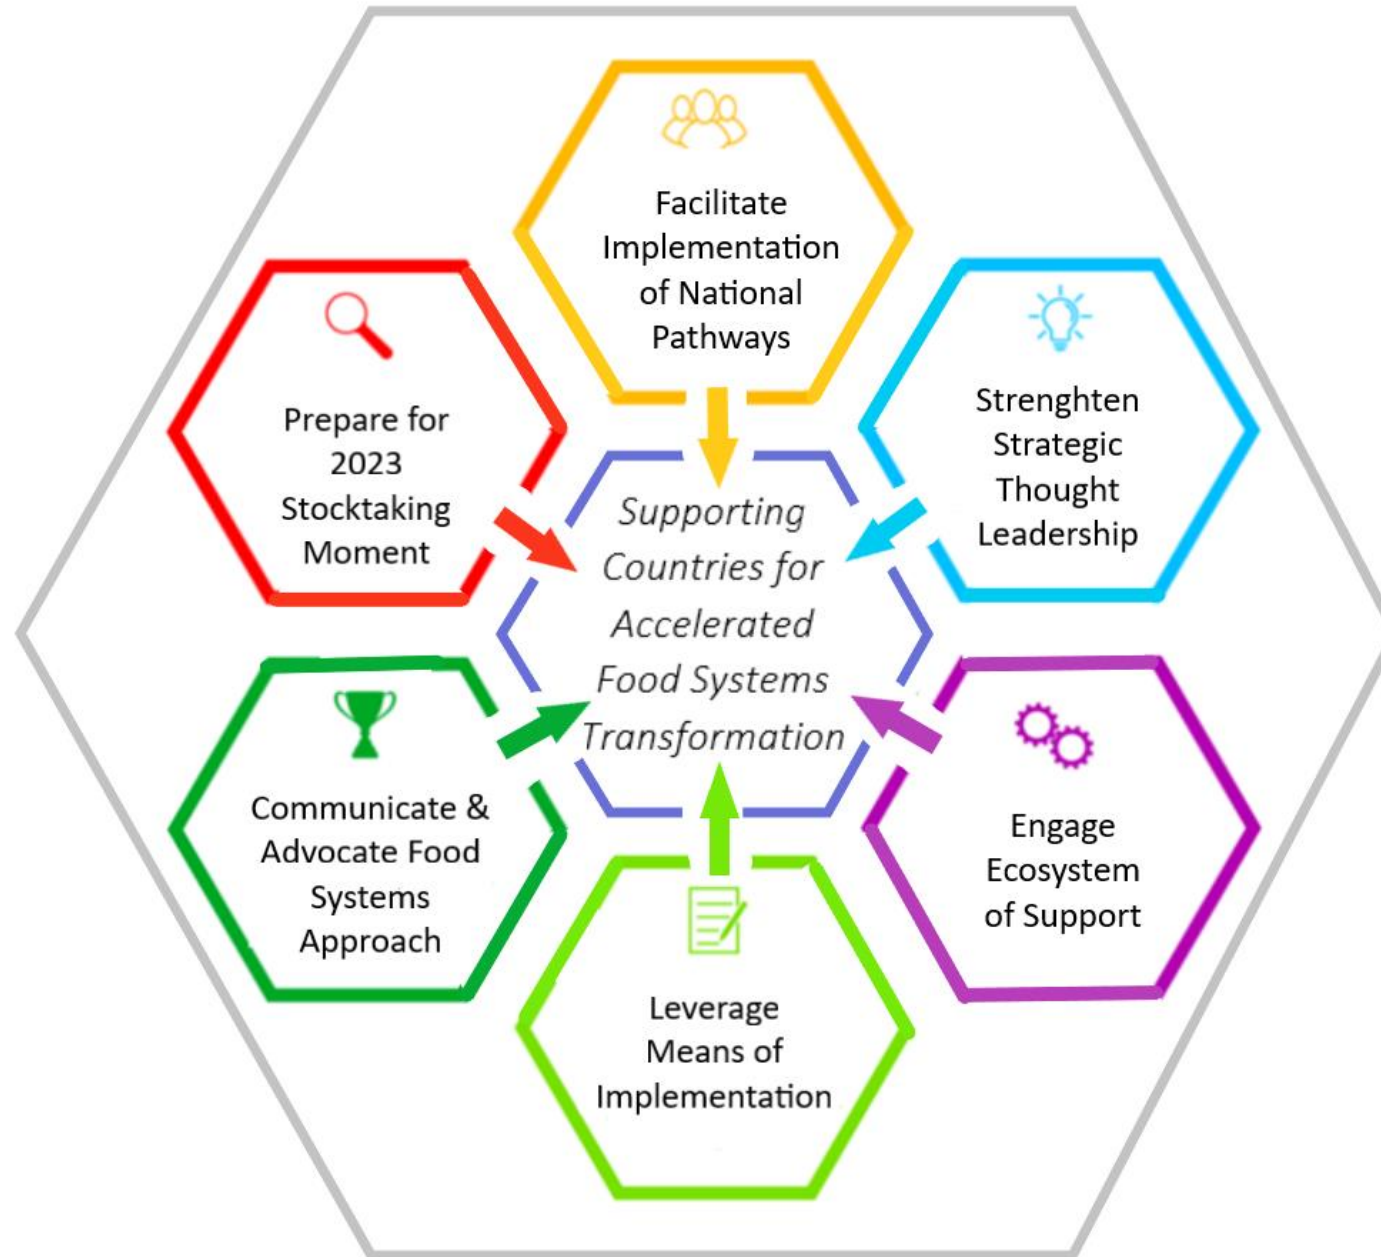 Facilitate
Implementation
of National
Pathways
Strenghten
Strategic
Thought
Leadership
Engage
Ecosystem
of Support
Leverage
Means of
Implementation
Communicate &
Advocate Food
Systems
Approach
Prepare for
2023
Stocktaking
Moment
Supporting
Countries for
Accelerated
Food Systems
Transformation